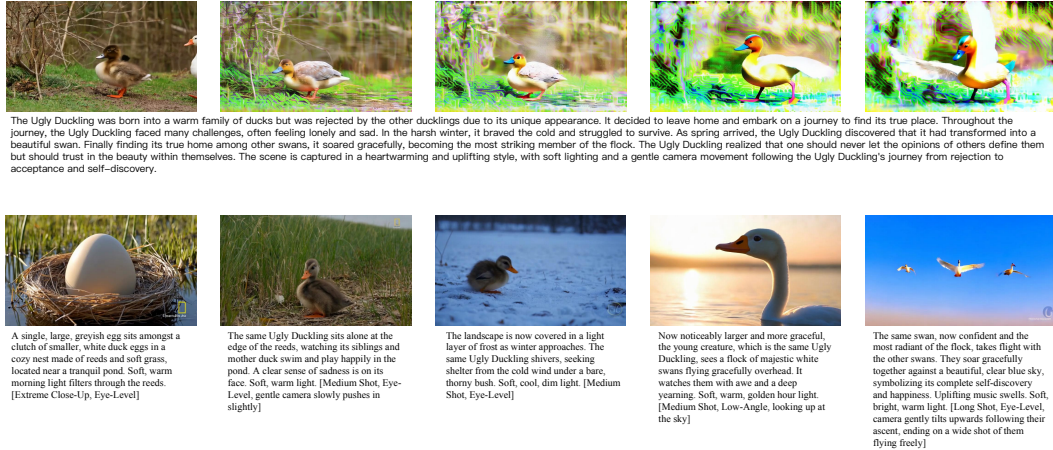 The Ugly Duckling was born into a warm family of ducks but was rejected by the other ducklings due to its unique appearance. It decided to leave home and embark on a journey to find its true place. Throughout the
journey, the Ugly Duckling faced many challenges, often feeling lonely and sad. In the harsh winter, it braved the cold and struggled to survive. As spring arrived, the Ugly Duckling discovered that it had transformed into a
beautiful swan. Finally finding its true home among other swans, it soared gracefully, becoming the most striking member of the flock. The Ugly Duckling realized that one should never let the opinions of others define them
but should trust in the beauty within themselves. The scene is captured in a heartwarming and uplifting style, with soft lighting and a gentle camera movement following the Ugly Duckling's journey from rejection to
acceptance and self-discovery.
A single, large, greyish egg sits amongst a
clutch of smaller, white duck eggs in a
cozy nest made of reeds and soft grass,
located near a tranquil pond. Soft, warm
morning light filters through the reeds.
[Extreme Close-Up, Eye-Level]
The same Ugly Duckling sits alone at the
edge of the reeds, watching its siblings and
mother duck swim and play happily in the
pond. A clear sense of sadness is on its
face. Soft, warm light. [Medium Shot, Eye-
Level, gentle camera slowly pushes in
slightly]
The landscape is now covered in a light
layer of frost as winter approaches. The
same Ugly Duckling shivers, seeking
shelter from the cold wind under a bare,
thorny bush. Soft, cool, dim light. [Medium
Shot, Eye-Level]
Now noticeably larger and more graceful,
the young creature, which is the same Ugly
Duckling, sees a flock of majestic white
swans flying gracefully overhead. It
watches them with awe and a deep
yearning. Soft, warm, golden hour light.
[Medium Shot, Low-Angle, looking up at
the sky]
The same swan, now confident and the
most radiant of the flock, takes flight with
the other swans. They soar gracefully
together against a beautiful, clear blue sky,
symbolizing its complete self-discovery
and happiness. Uplifting music swells. Soft,
bright, warm light. [Long Shot, Eye-Level,
camera gently tilts upwards following their
ascent, ending on a wide shot of them
flying freely]